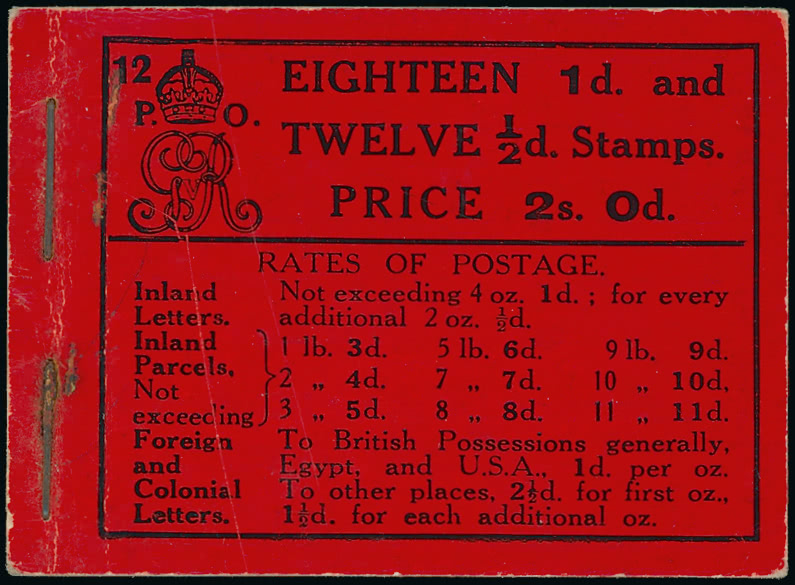 12
P. O.
GVR
EIGHTEEN 1d. and
TWELVE ½d. Stamps.
PRICE 2s. 0d.
RATES OF POSTAGE.
Inland Letters. Not exceeding 4 oz. 1d. ; for every
additional 2 oz. ½d.
Inland Parcels, Not exceeding
1 lb. 3d. 5 lb. 6d. 9 lb. 9d.
2 „ 4d. 7 „ 7d. 10 „ 10d,
3 „ 5d. 8 „ 8d. 11 „ 11d.
Foreign and Colonial Letters. To British Possessions generally,
Egypt, and U.S.A., 1d. per oz.
To other places, 2½d. for first oz.,
1½d. for each additional oz.